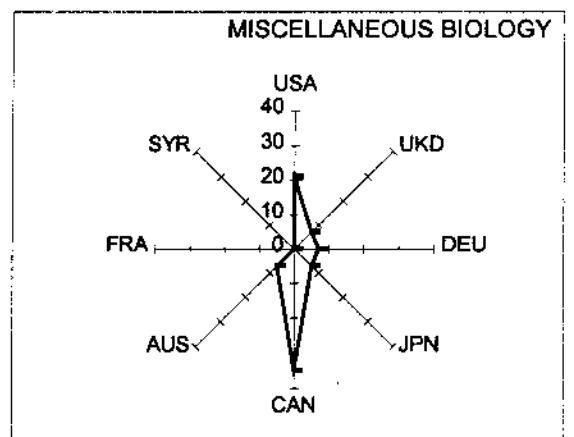 MISCELLANEOUS BIOLOGY
USA
40
SYR
30
UKD
20
10
FRA
0
DEU
AUS
JPN
CAN